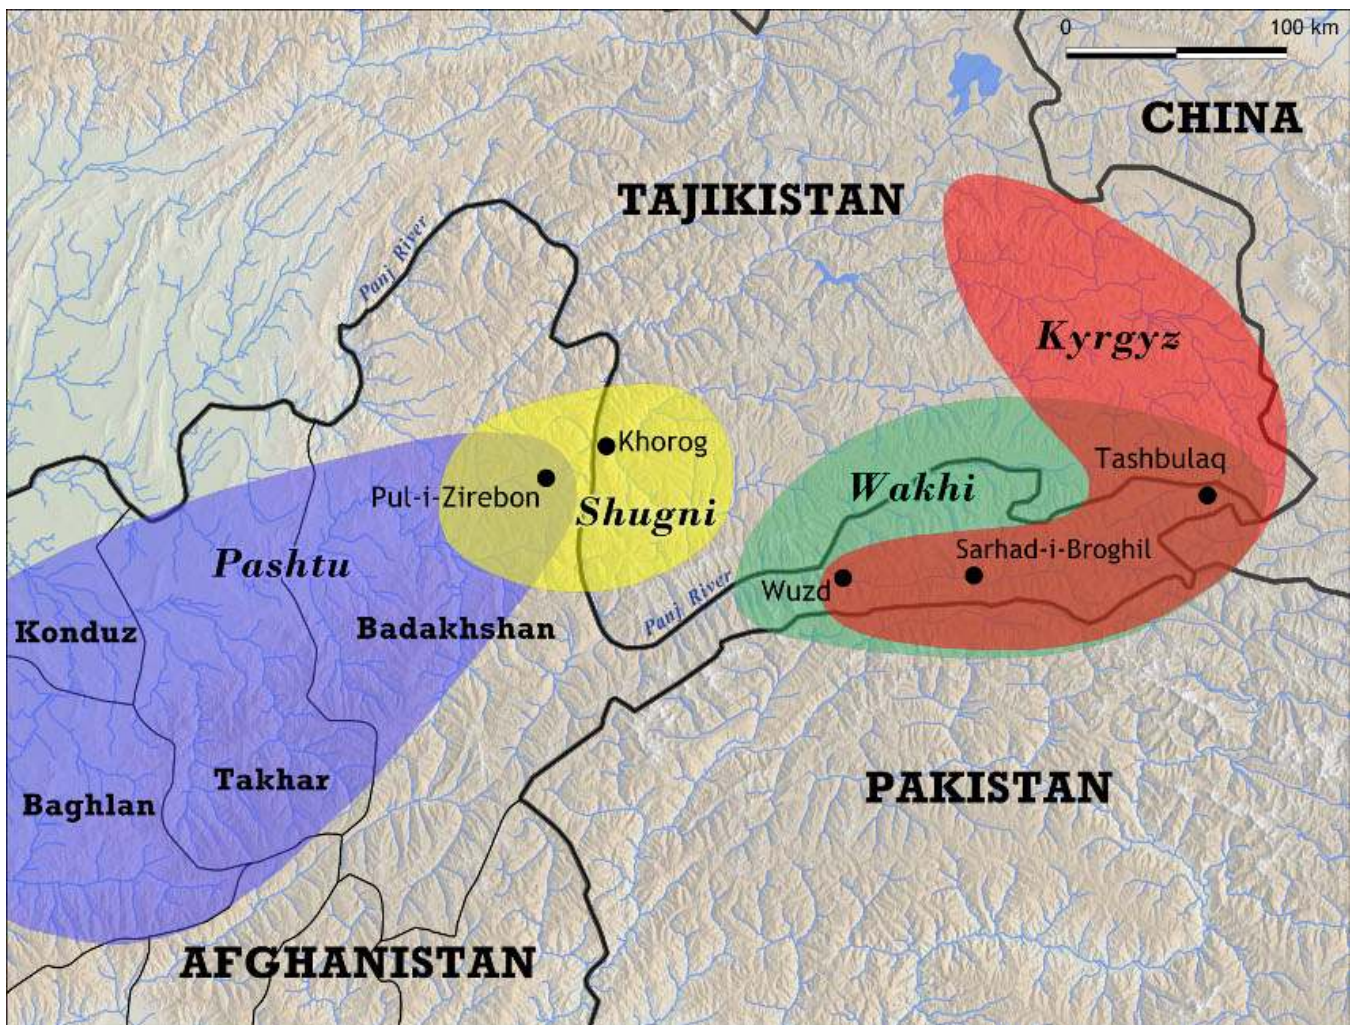 0 100 km
CHINA
TAJIKISTAN
Panj River
Kyrgyz
Khorog
Tashbulaq
Pul-i-Zirebon
Wakhi
Shugni
Pashtu
Sarhad-i-Broghil
Wuzd
Panj River
Konduz
Badakhshan
Takhar
PAKISTAN
Baghlan
AFGHANISTAN